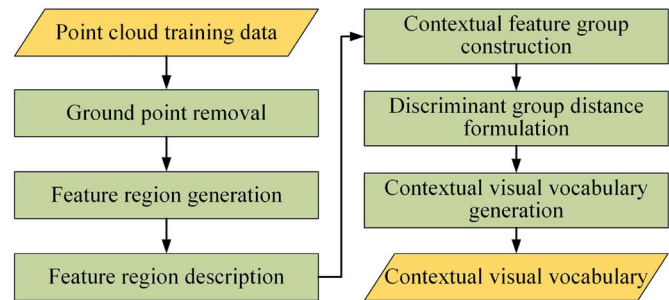 Point cloud training data
Ground point removal
Feature region generation
Feature region description
Contextual feature group
construction
Discriminant group distance
formulation
Contextual visual vocabulary
generation
Contextual visual vocabulary